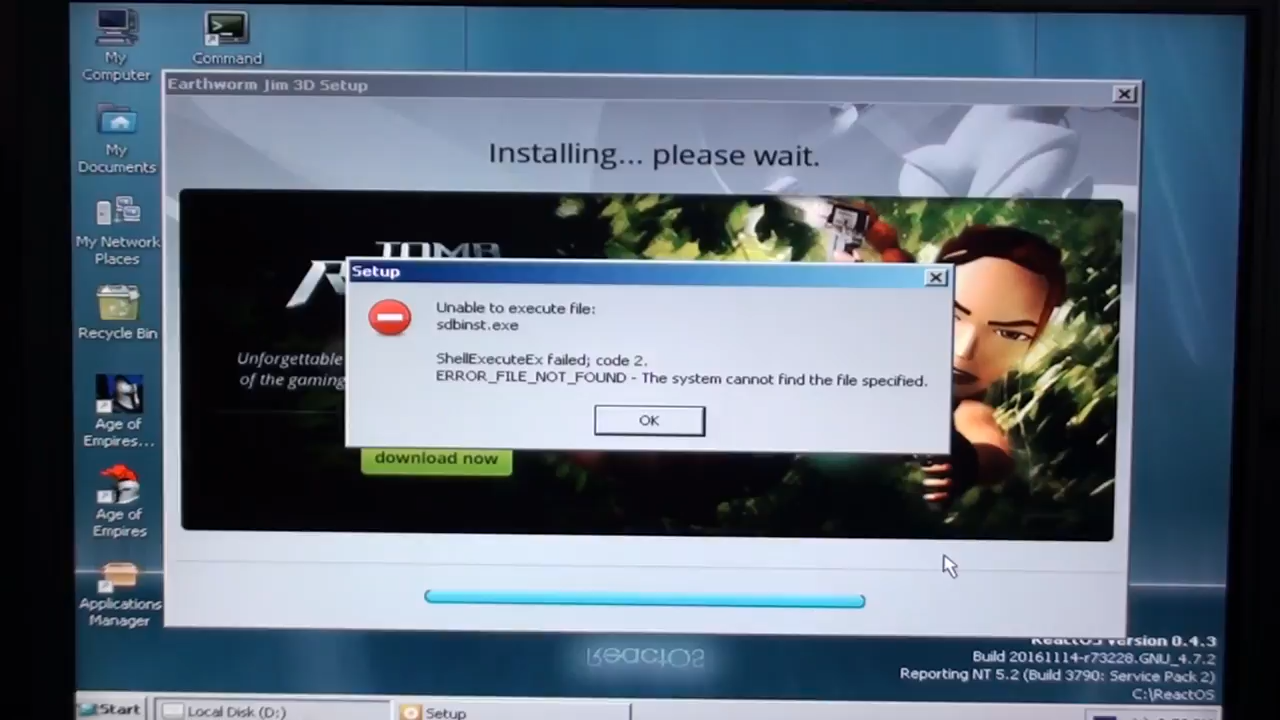 My
Computer
Command
My
Documents
My Network
Places
Recycle Bin
Age of
Empires...
Age of
Empires
Applications
Manager
Earthworm Jim 3D Setup
Installing... please wait.
TOMB
Unforgettable
of the gaming
download now
Setup
Unable to execute file:
sdbinst.exe
ShellExecuteEx failed; code 2.
ERROR_FILE_NOT_FOUND - The system cannot find the file specified.
OK
ReactOS
ReactOS Version 0.4.3
Build 20161114-r73228.GNU_4.7.2
Reporting NT 5.2 (Build 3790: Service Pack 2)
C:\ReactOS
Start
Local Disk (D:)
Setup